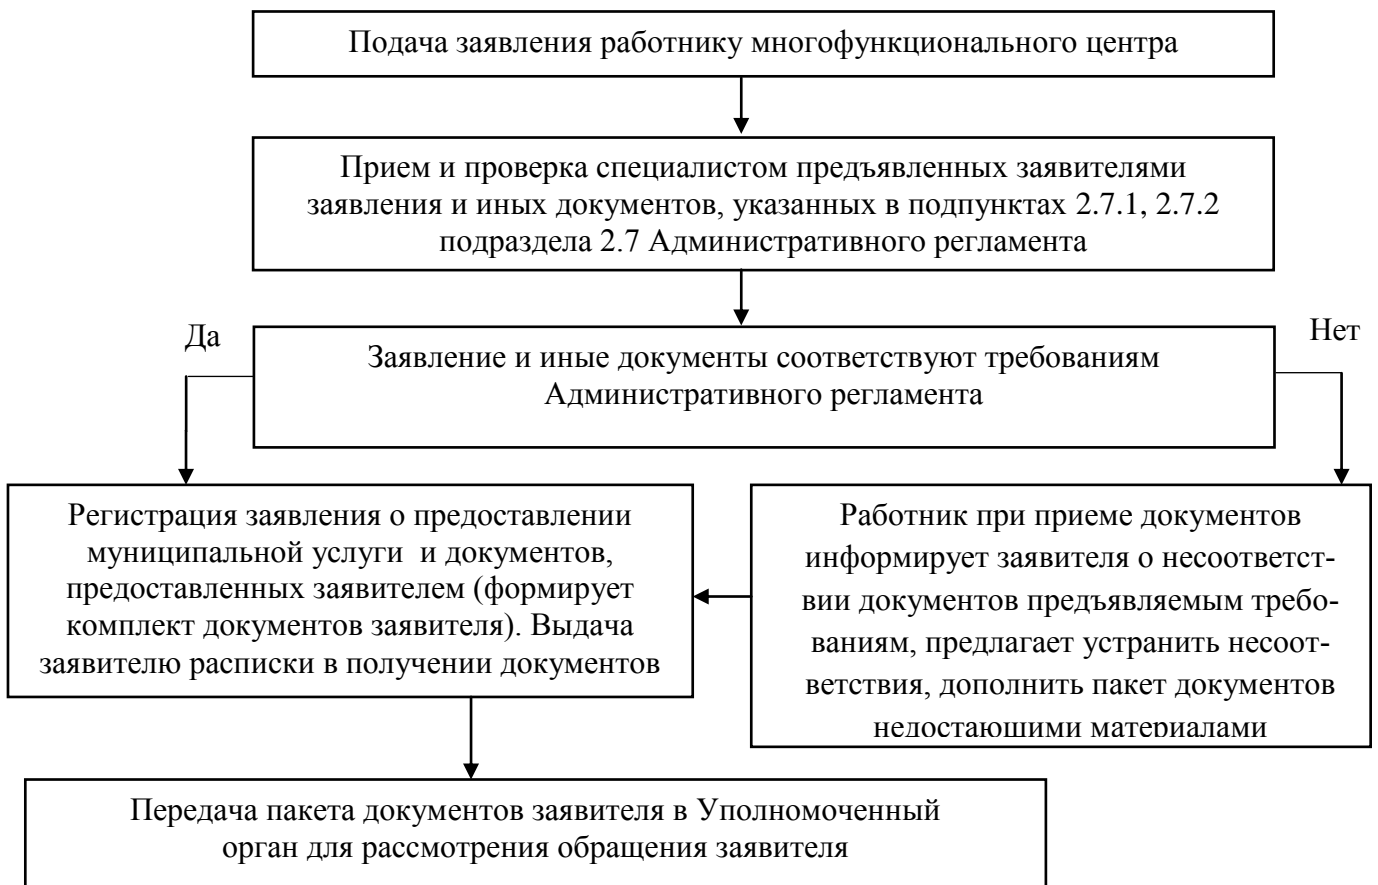 Подача заявления работнику многофункционального центра
Прием и проверка специалистом предъявленных заявителями
заявления и иных документов, указанных в подпунктах 2.7.1, 2.7.2
подраздела 2.7 Административного регламента
Да
Нет
Заявление и иные документы соответствуют требованиям
Административного регламента
Регистрация заявления о предоставлении
муниципальной услуги и документов,
предоставленных заявителем (формирует
комплект документов заявителя). Выдача
заявителю расписки в получении документов
Работник при приеме документов
информирует заявителя о несоответст-
вии документов предъявляемым требо-
ваниям, предлагает устранить несоот-
ветствия, дополнить пакет документов
недостающими материалами
Передача пакета документов заявителя в Уполномоченный
орган для рассмотрения обращения заявителя